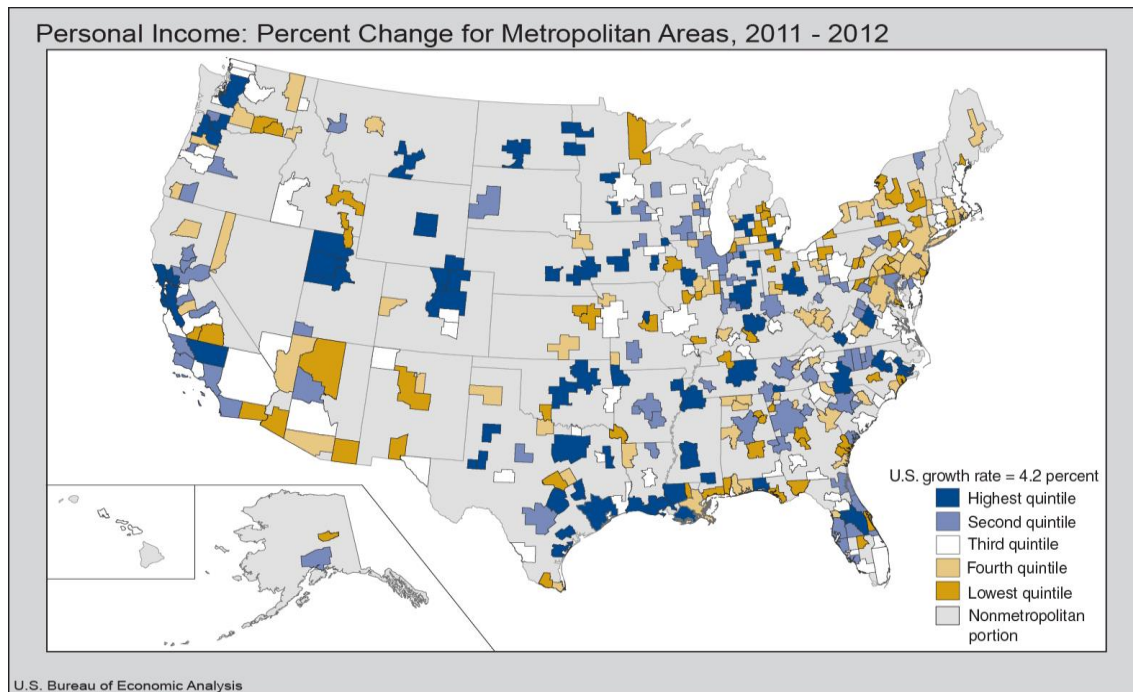 Personal Income: Percent Change for Metropolitan Areas, 2011 - 2012
U.S. growth rate = 4.2 percent
Highest quintile
Second quintile
Third quintile
Fourth quintile
Lowest quintile
Nonmetropolitan
portion
U.S. Bureau of Economic Analysis